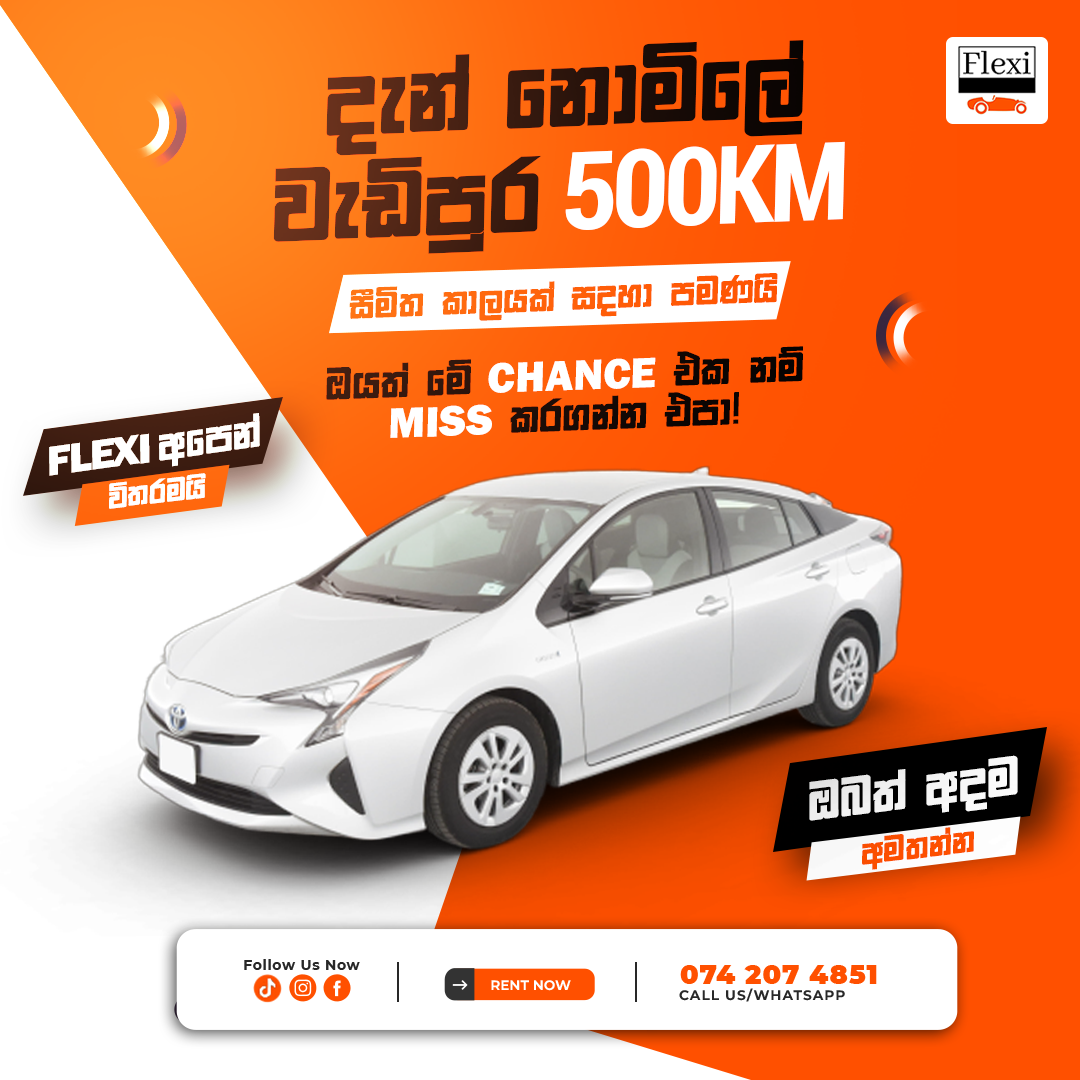 Flexi
දැන් නොමිලේ
වැඩිපුර 500KM
සීමිත කාලයක් සදහා පමණයි
ඔයත් මේ CHANCE එක නම්
MISS කරගන්න එපා!
FLEXI අපෙන්
විතරමයි
ඔබත් අදම
අමතන්න
Follow Us Now
RENT NOW
074 207 4851
CALL US/WHATSAPP